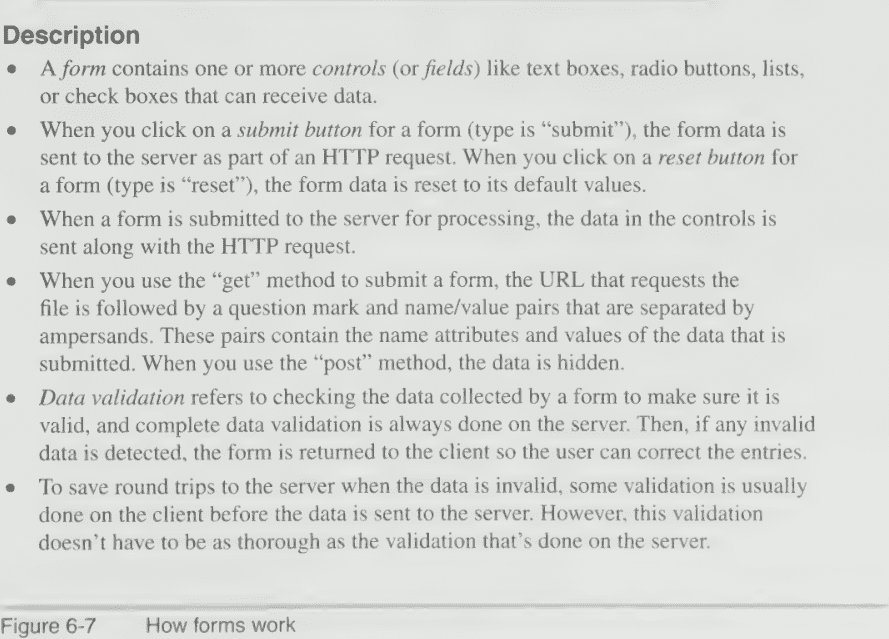 Description
• A form contains one or more controls (or fields) like text boxes, radio buttons, lists,
or check boxes that can receive data.
• When you click on a submit button for a form (type is “submit”), the form data is
sent to the server as part of an HTTP request. When you click on a reset button for
a form (type is “reset”), the form data is reset to its default values.
• When a form is submitted to the server for processing, the data in the controls is
sent along with the HTTP request.
• When you use the “get” method to submit a form, the URL that requests the
file is followed by a question mark and name/value pairs that are separated by
ampersands. These pairs contain the name attributes and values of the data that is
submitted. When you use the “post” method, the data is hidden.
• Data validation refers to checking the data collected by a form to make sure it is
valid, and complete data validation is always done on the server. Then, if any invalid
data is detected, the form is returned to the client so the user can correct the entries.
• To save round trips to the server when the data is invalid, some validation is usually
done on the client before the data is sent to the server. However, this validation
doesn’t have to be as thorough as the validation that’s done on the server.
Figure 6-7 How forms work